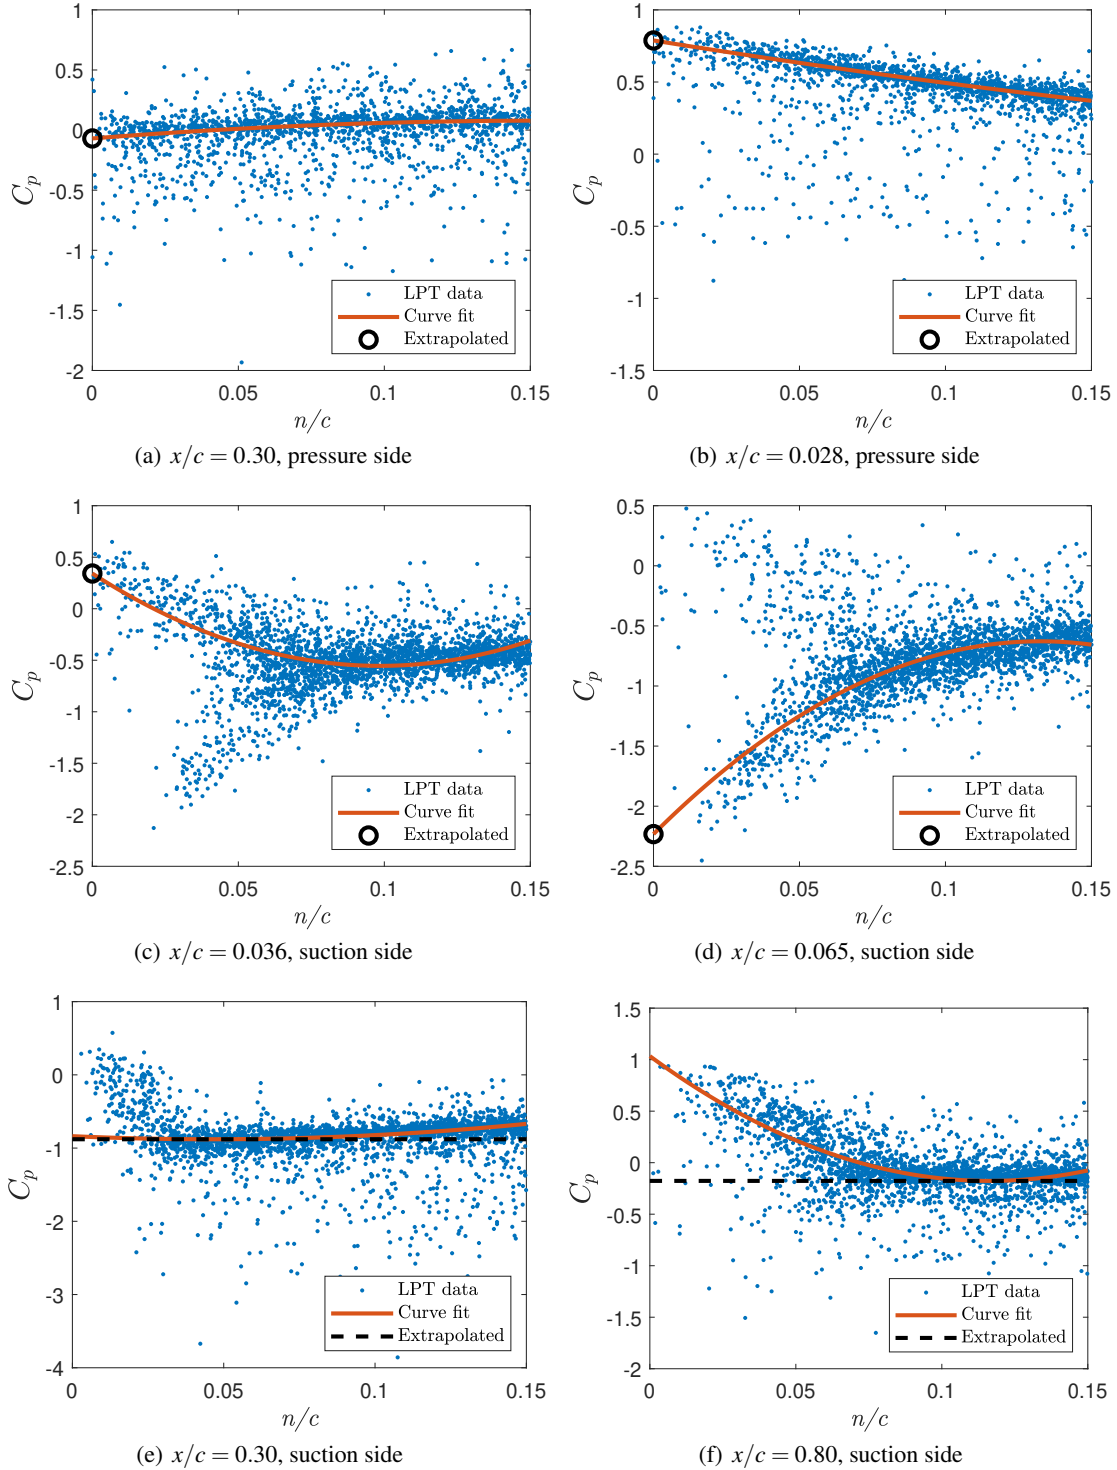 1
0.5
0
-0.5
-1
-1.5
-2
C_p
0 0.05 0.1 0.15
n/c
LPT data
Curve fit
Extrapolated
(a) x/c = 0.30, pressure side
1
0.5
0
-0.5
-1
-1.5
C_p
0 0.05 0.1 0.15
n/c
LPT data
Curve fit
Extrapolated
(b) x/c = 0.028, pressure side
1
0.5
0
-0.5
-1
-1.5
-2
-2.5
C_p
0 0.05 0.1 0.15
n/c
LPT data
Curve fit
Extrapolated
(c) x/c = 0.036, suction side
0.5
0
-0.5
-1
-1.5
-2
-2.5
C_p
0 0.05 0.1 0.15
n/c
LPT data
Curve fit
Extrapolated
(d) x/c = 0.065, suction side
1
0
-1
-2
-3
-4
C_p
0 0.05 0.1 0.15
n/c
LPT data
Curve fit
Extrapolated
(e) x/c = 0.30, suction side
1.5
1
0.5
0
-0.5
-1
-1.5
-2
C_p
0 0.05 0.1 0.15
n/c
LPT data
Curve fit
Extrapolated
(f) x/c = 0.80, suction side